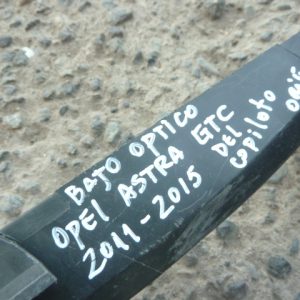 BAJO OPTICO
OPEL ASTRA GTC
2011-2015 DEL
COPILOTO